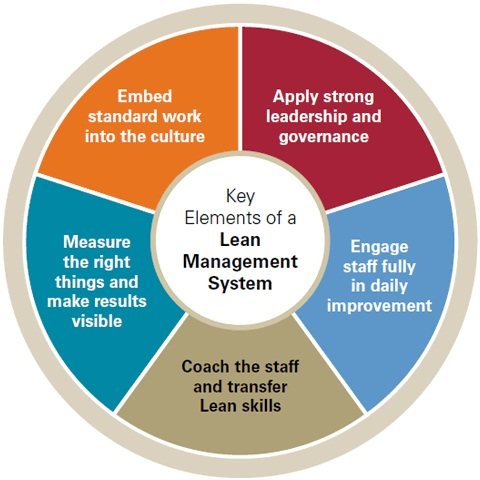 Embed
standard work
into the culture
Apply strong
leadership and
governance
Key
Elements of a
Lean
Management
System
Measure
the right
things and
make results
visible
Engage
staff fully
in daily
improvement
Coach the staff
and transfer
Lean skills